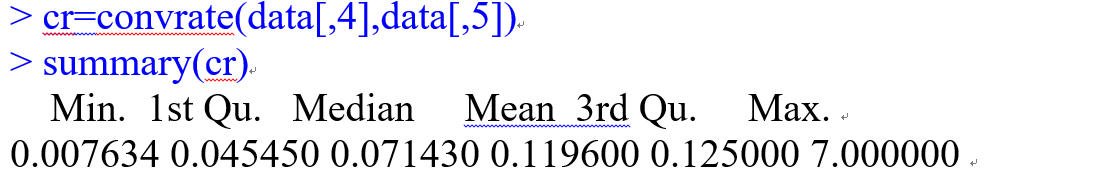 > cr=convrate(data[,4],data[,5])
> summary(cr)
Min. 1st Qu. Median Mean 3rd Qu. Max.
0.007634 0.045450 0.071430 0.119600 0.125000 7.000000